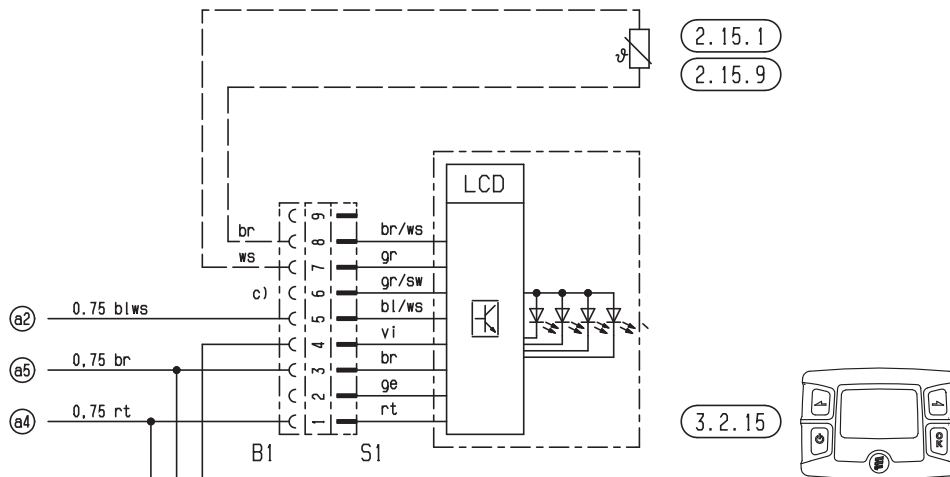 ϑ
2.15.1
2.15.9
LCD
9
br 8 br/ws
ws 7 gr
c) 6 gr/sw
a2 0.75 blws 5 bl/ws
4 vi
a5 0,75 br 3 br
2 ge
a4 0,75 rt 1 rt
B1 S1
3.2.15
OK